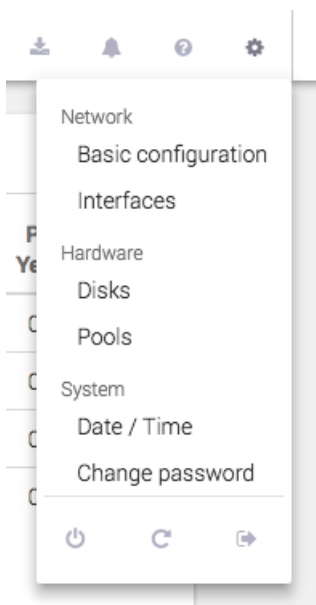 Network
Basic configuration
Interfaces
Hardware
Disks
Pools
System
Date / Time
Change password